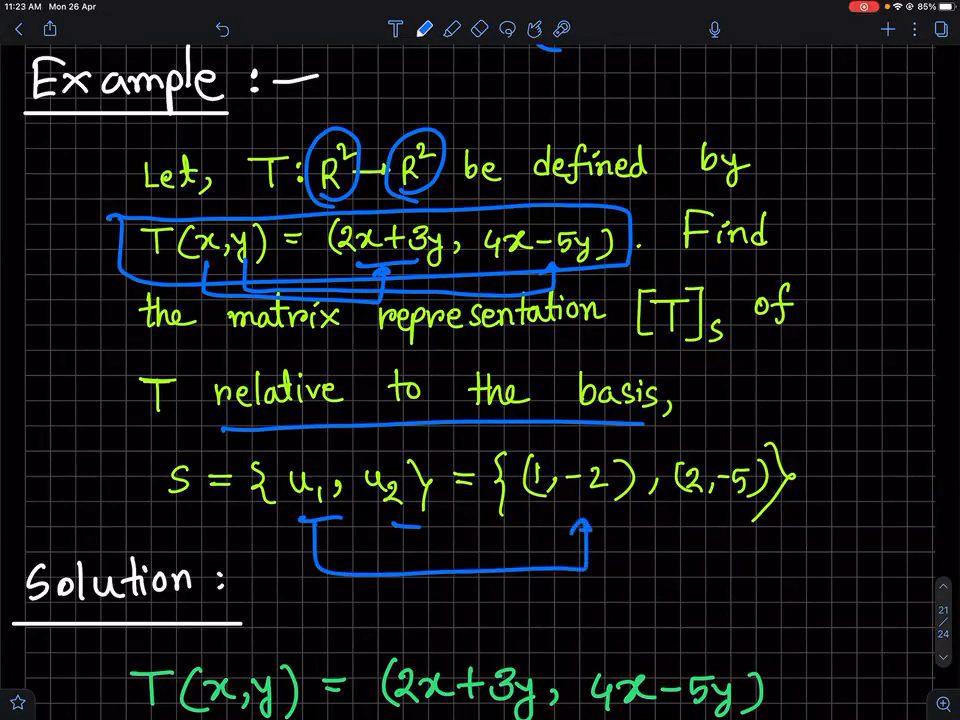 11:23 AM Mon 26 Apr
85%
Example :—
Let, T: R² → R² be defined by
T(x,y) = (2x+3y, 4x-5y). Find
the matrix representation [T]ₛ of
T relative to the basis,
S = {u₁, u₂} = {(1,-2), (2,-5)}
Solution :
21
/
24
T(x,y) = (2x+3y, 4x-5y)